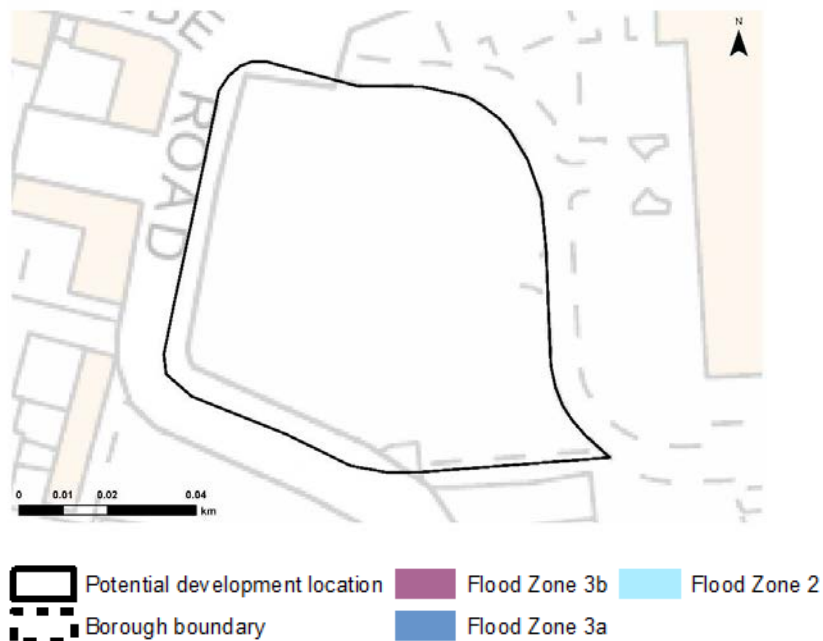 DE
ROAD
N
0 0.01 0.02 0.04
km
Potential development location
Flood Zone 3b
Flood Zone 2
Borough boundary
Flood Zone 3a